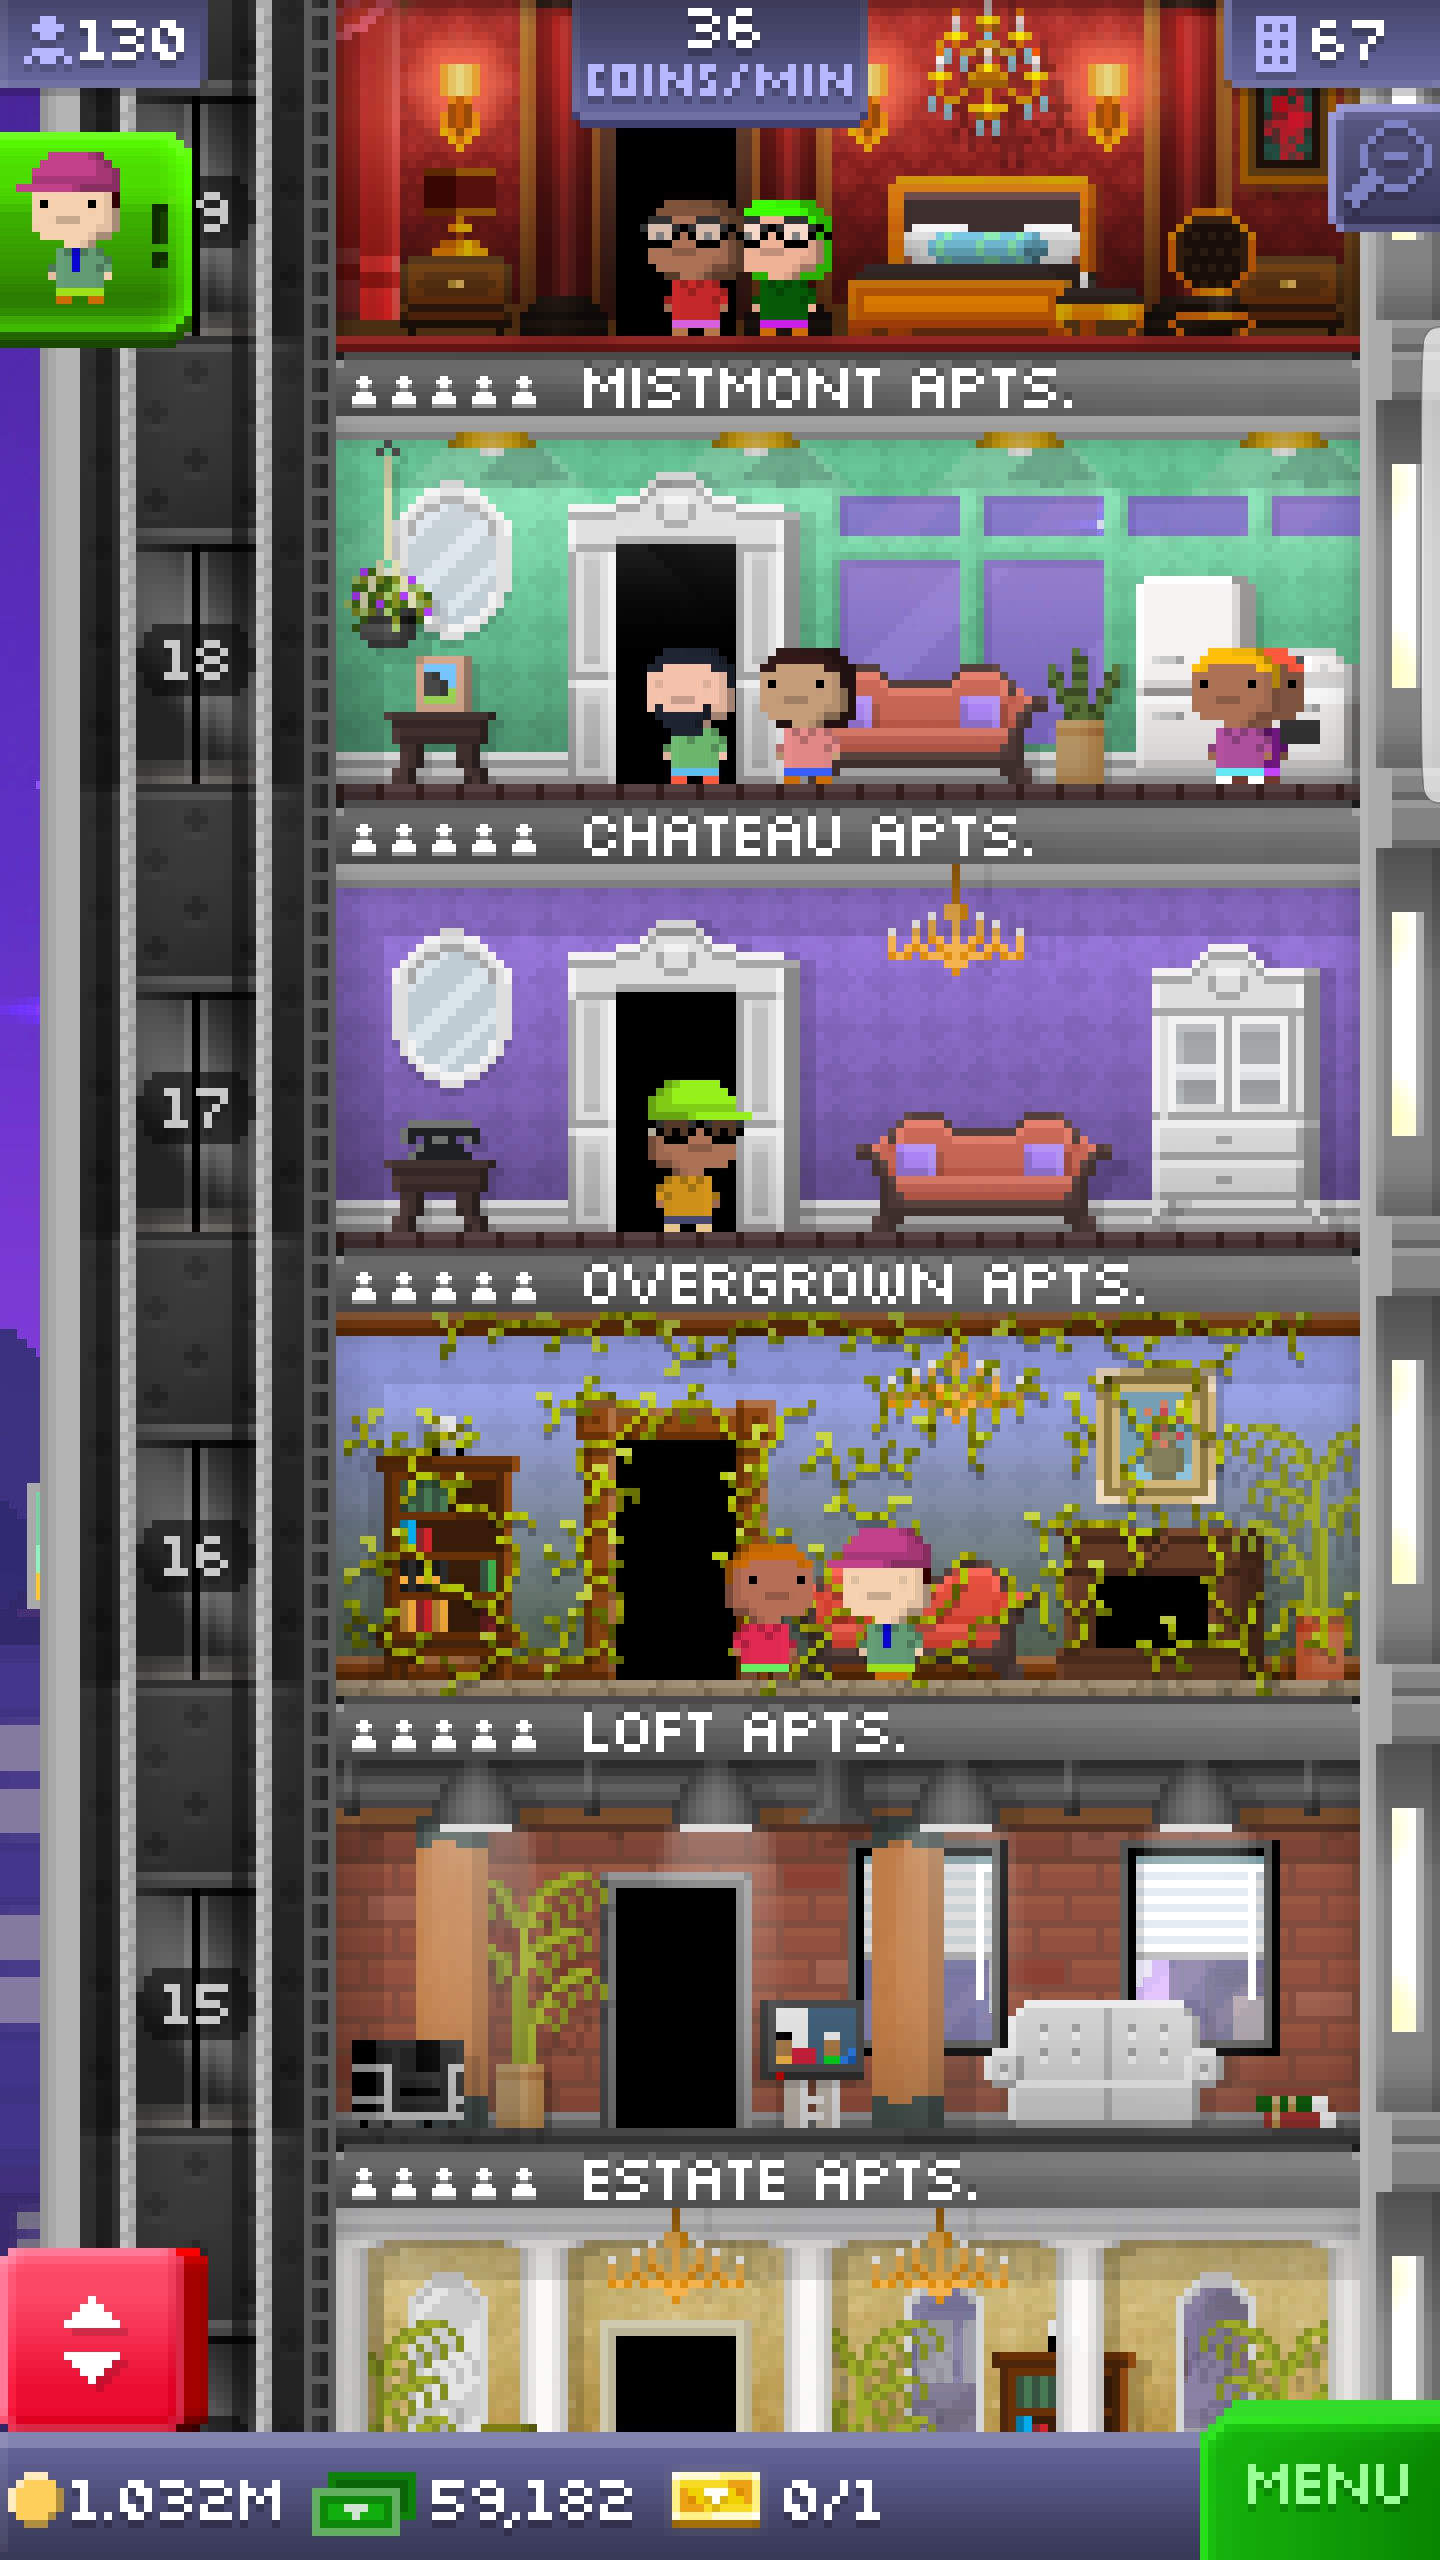 130
36
COINS/MIN
67
!
9
MISTMONT APTS.
18
CHATEAU APTS.
17
OVERGROWN APTS.
16
LOFT APTS.
15
ESTATE APTS.
1.032M
59,182
0/1
MENU